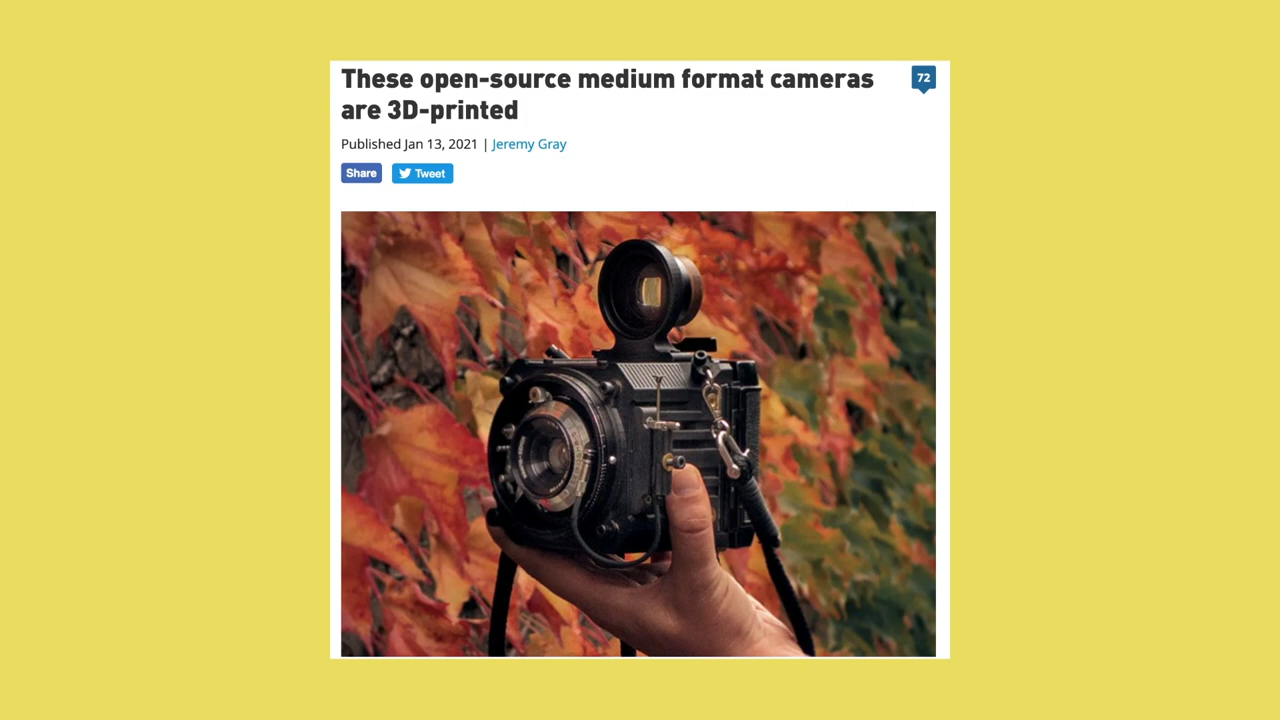 These open-source medium format cameras
are 3D-printed
72
Published Jan 13, 2021 | Jeremy Gray
Share Tweet